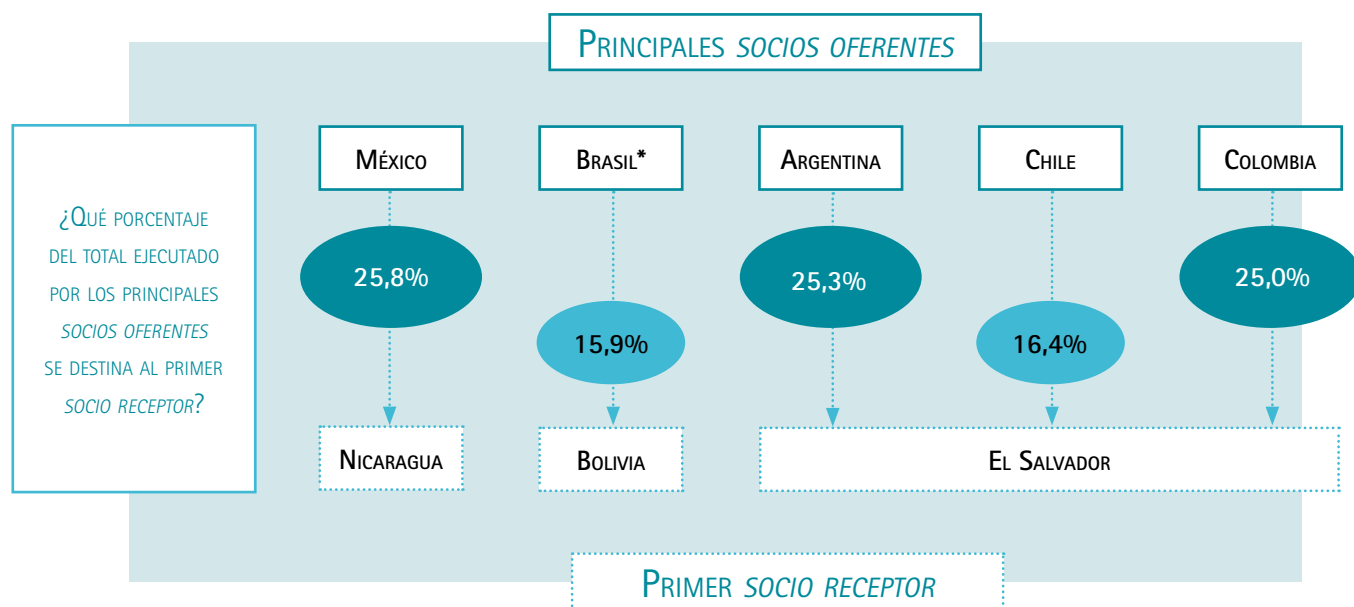 Principales socios oferentes
¿Qué porcentaje
del total ejecutado
por los principales
socios oferentes
se destina al primer
socio receptor?
México
Brasil*
Argentina
Chile
Colombia
25,8%
15,9%
25,3%
16,4%
25,0%
Nicaragua
Bolivia
El Salvador
Primer socio receptor